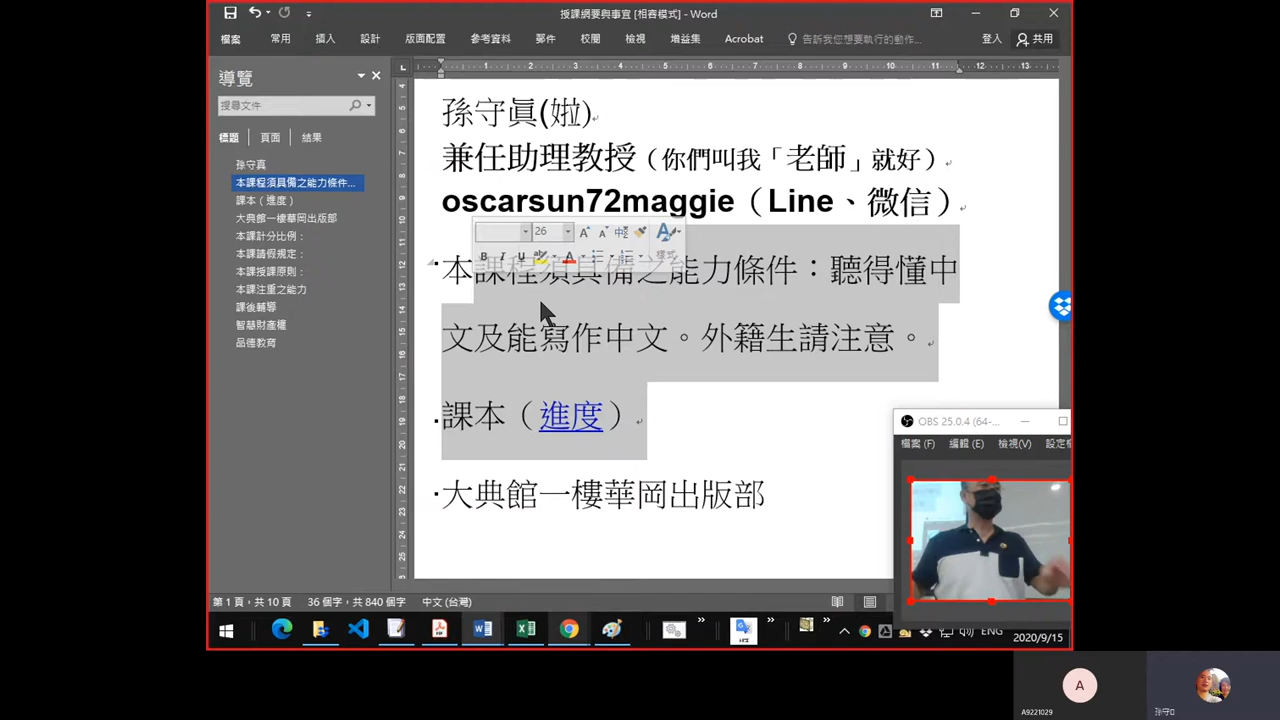 授課綱要與事宜 [相容模式] - Word
檔案 常用 插入 設計 版面配置 參考資料 郵件 校閱 檢視 增益集 Acrobat 告訴我您想要執行的動作... 登入 共用
導覽
搜尋文件
標題 頁面 結果
孫守真
本課程須具備之能力條件...
課本（進度）
大典館一樓華岡出版部
本課計分比例：
本課請假規定：
本課授課原則：
本課注重之能力
課後輔導
智慧財產權
品德教育
孫守眞(娫)
兼任助理教授（你們叫我「老師」就好）
oscarsun72maggie（Line、微信）
26
樣式
本課程須具備之能力條件：聽得懂中
文及能寫作中文。外籍生請注意。
課本（進度）
大典館一樓華岡出版部
OBS 25.0.4 (64-...
檔案 (F) 編輯 (E) 檢視(V) 設定檔
第 1 頁，共 10 頁 36 個字，共 840 個字 中文 (台灣)
ENG
2020/9/15
A
A9221029
孫守